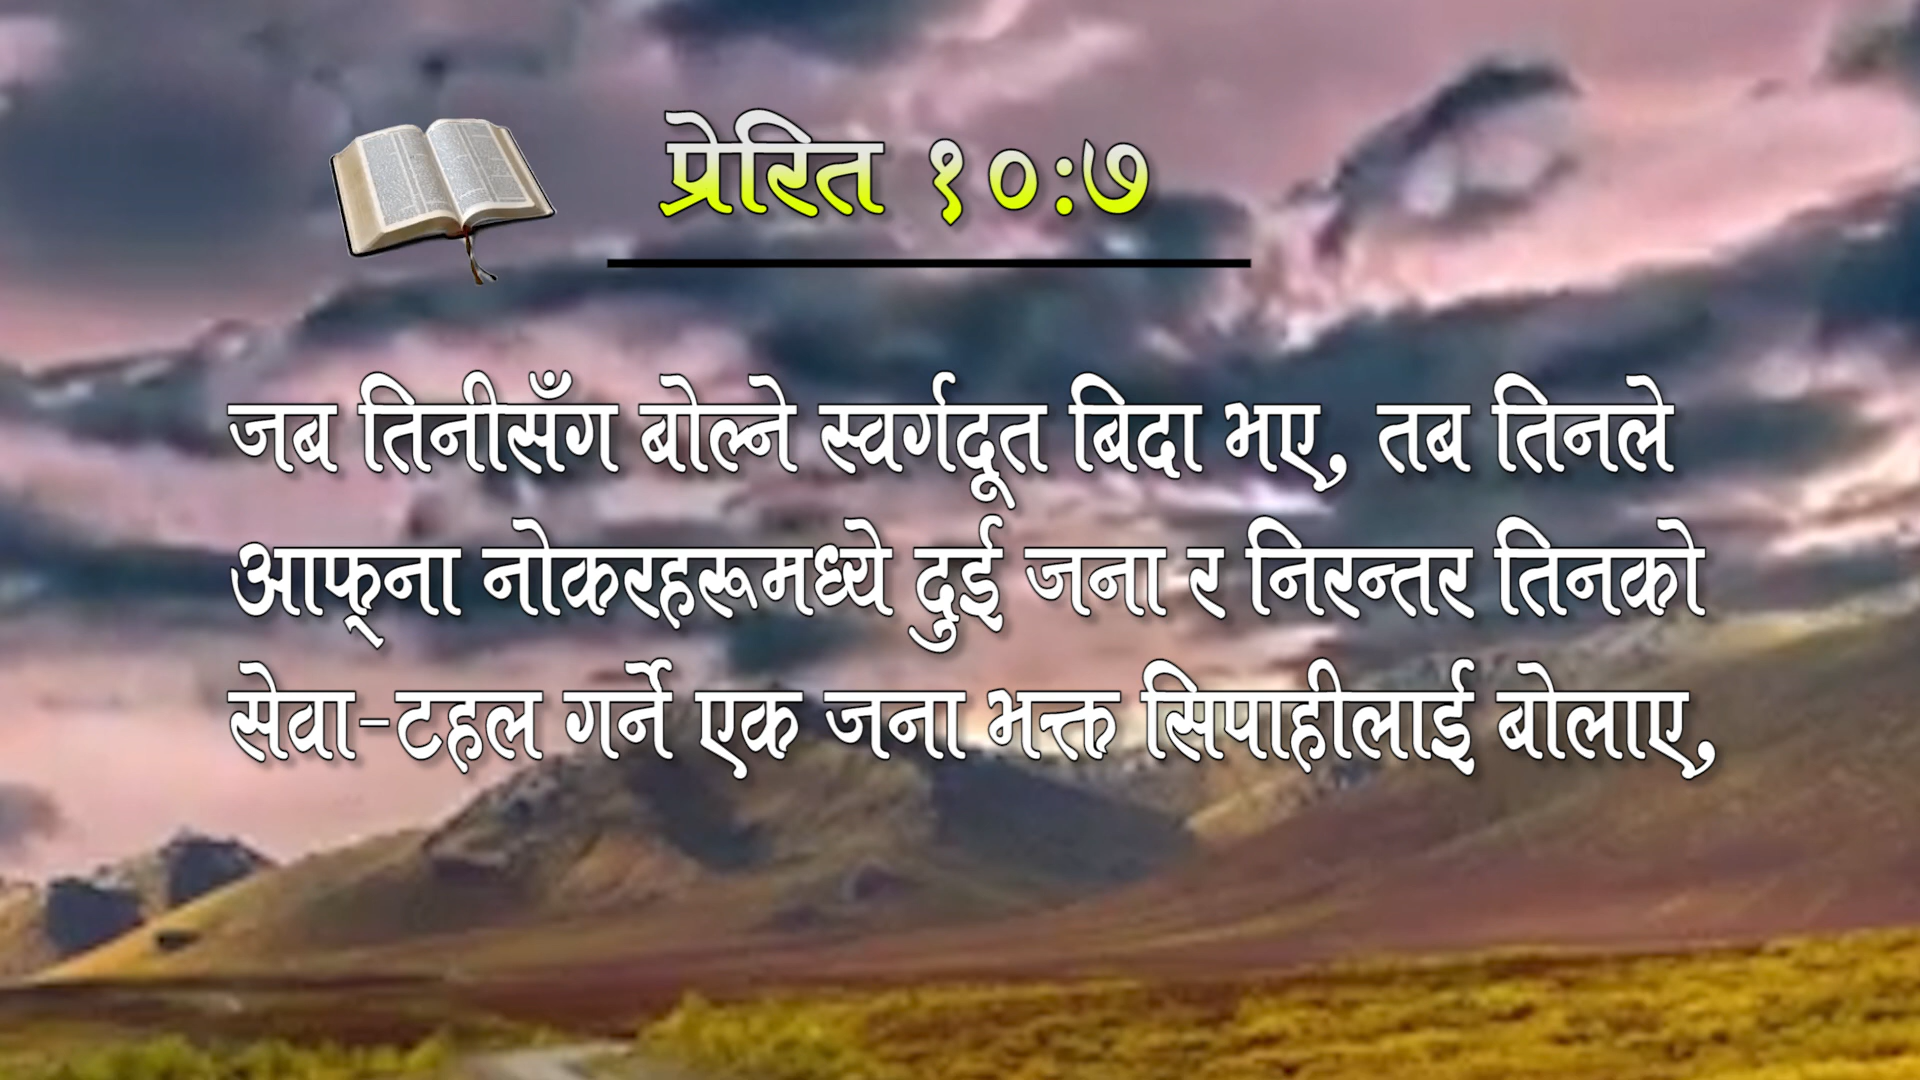 प्रेरित १०:७
जब तिनीसँग बोल्ने स्वर्गदूत बिदा भए, तब तिनले
आफ्‌ना नोकरहरूमध्ये दुई जना र निरन्तर तिनको
सेवा-टहल गर्ने एक जना भक्त सिपाहीलाई बोलाए,